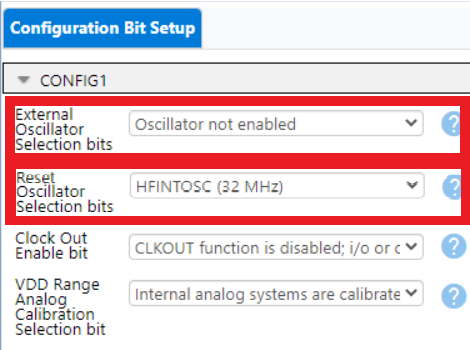 Configuration Bit Setup
CONFIG1
External
Oscillator
Selection bits
Oscillator not enabled
?
Reset
Oscillator
Selection bits
HFINTOSC (32 MHz)
?
Clock Out
Enable bit
CLKOUT function is disabled; i/o or c
?
VDD Range
Analog
Calibration
Selection bit
Internal analog systems are calibrate
?